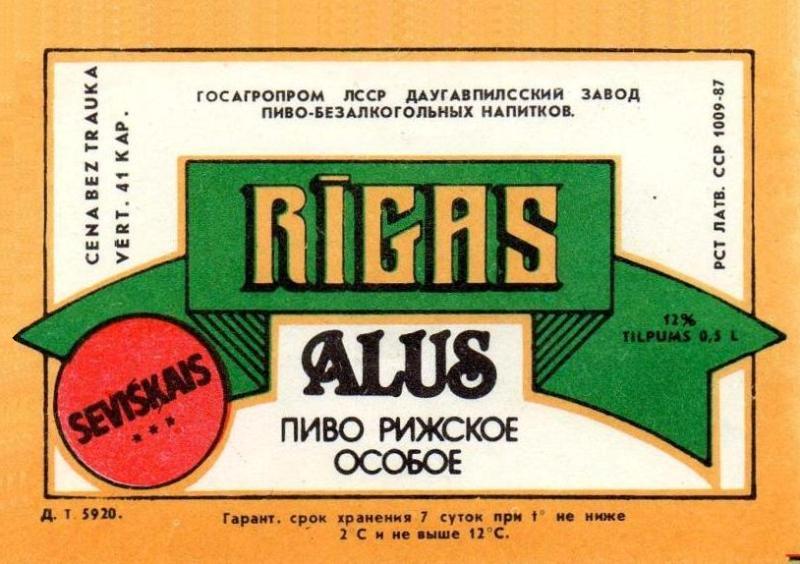 CENA BEZ TRAUKA
VĒRT. 41 KAP.
ГОСАГРОПРОМ ЛССР ДАУГАВПИЛССКИЙ ЗАВОД
ПИВО-БЕЗАЛКОГОЛЬНЫХ НАПИТКОВ.
РСТ ЛАТВ. ССР 1009-87
RĪGAS
12%
TILPUMS 0,5 L
ALUS
SEVIŠKAIS
***
ПИВО РИЖСКОЕ
ОСОБОЕ
Д. Т. 5920.
Гарант. срок хранения 7 суток при t° не ниже
2 С и не выше 12°С.